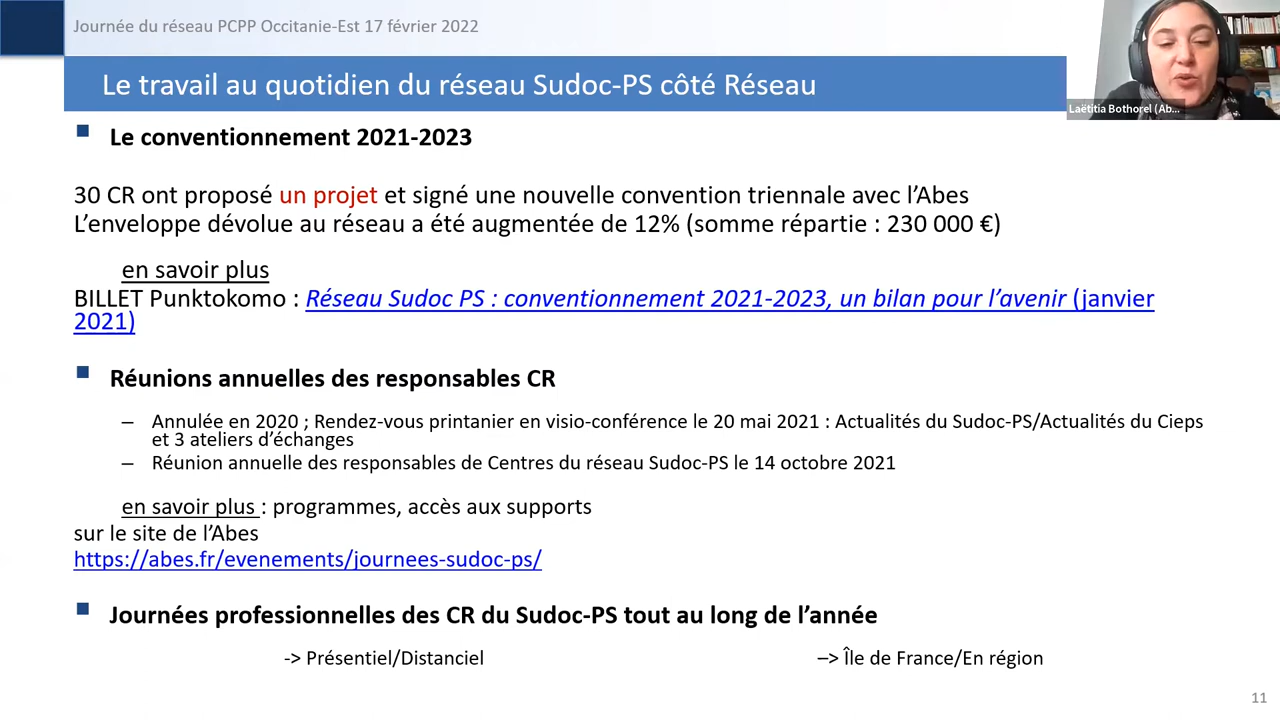 Journée du réseau PCPP Occitanie-Est 17 février 2022
Le travail au quotidien du réseau Sudoc-PS côté Réseau
Laëtitia Bothorel (Ab...
Le conventionnement 2021-2023
30 CR ont proposé un projet et signé une nouvelle convention triennale avec l’Abes
L’enveloppe dévolue au réseau a été augmentée de 12% (somme répartie : 230 000 €)
en savoir plus
BILLET Punktokomo : Réseau Sudoc PS : conventionnement 2021-2023, un bilan pour l’avenir (janvier
2021)
Réunions annuelles des responsables CR
– Annulée en 2020 ; Rendez-vous printanier en visio-conférence le 20 mai 2021 : Actualités du Sudoc-PS/Actualités du Cieps
et 3 ateliers d’échanges
– Réunion annuelle des responsables de Centres du réseau Sudoc-PS le 14 octobre 2021
en savoir plus : programmes, accès aux supports
sur le site de l’Abes
https://abes.fr/evenements/journees-sudoc-ps/
Journées professionnelles des CR du Sudoc-PS tout au long de l’année
-> Présentiel/Distanciel –> Île de France/En région
11